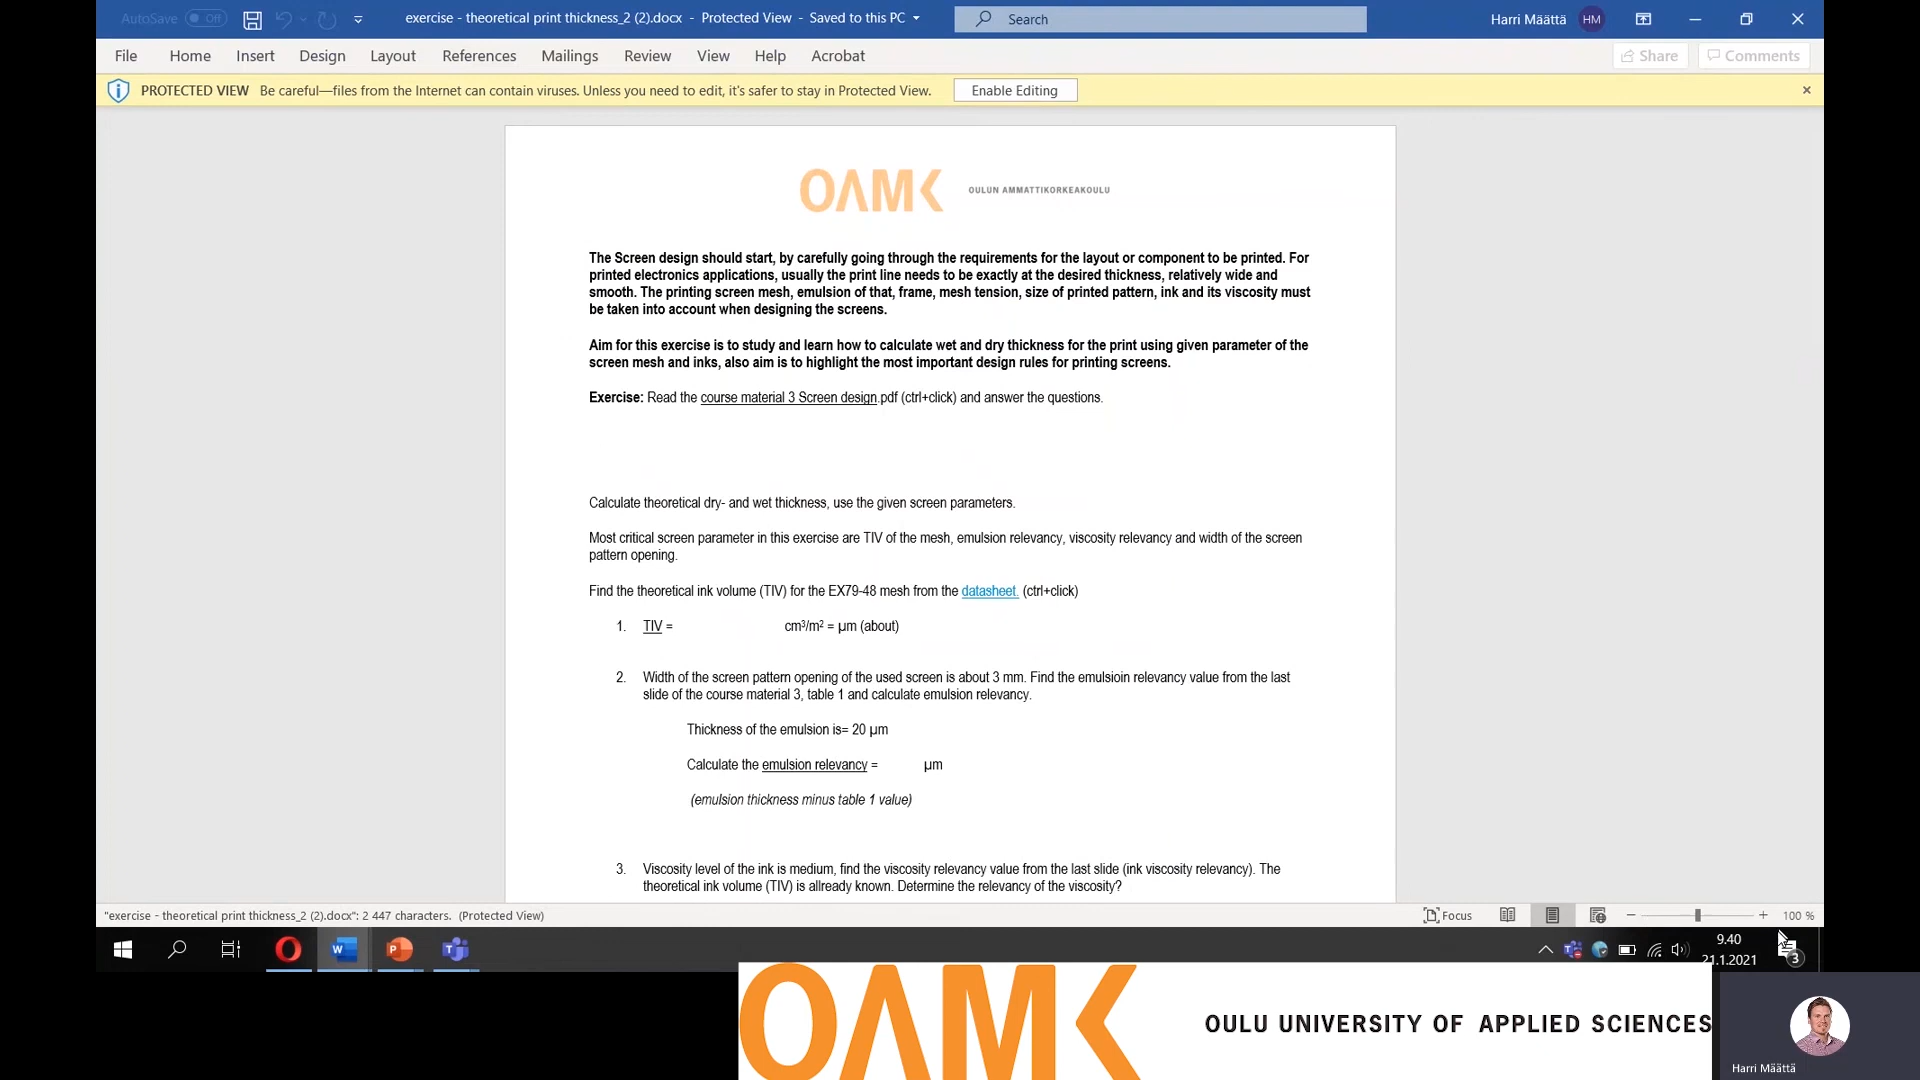 AutoSave Off exercise - theoretical print thickness_2 (2).docx - Protected View - Saved to this PC Search Harri Määttä HM
File Home Insert Design Layout References Mailings Review View Help Acrobat Share Comments
PROTECTED VIEW Be careful—files from the Internet can contain viruses. Unless you need to edit, it's safer to stay in Protected View. Enable Editing
OAMK OULUN AMMATTIKORKEAKOULU
The Screen design should start, by carefully going through the requirements for the layout or component to be printed. For
printed electronics applications, usually the print line needs to be exactly at the desired thickness, relatively wide and
smooth. The printing screen mesh, emulsion of that, frame, mesh tension, size of printed pattern, ink and its viscosity must
be taken into account when designing the screens.
Aim for this exercise is to study and learn how to calculate wet and dry thickness for the print using given parameter of the
screen mesh and inks, also aim is to highlight the most important design rules for printing screens.
Exercise: Read the course material 3 Screen design.pdf (ctrl+click) and answer the questions.
Calculate theoretical dry- and wet thickness, use the given screen parameters.
Most critical screen parameter in this exercise are TIV of the mesh, emulsion relevancy, viscosity relevancy and width of the screen
pattern opening.
Find the theoretical ink volume (TIV) for the EX79-48 mesh from the datasheet. (ctrl+click)
1. TIV = cm³/m² = µm (about)
2. Width of the screen pattern opening of the used screen is about 3 mm. Find the emulsioin relevancy value from the last
slide of the course material 3, table 1 and calculate emulsion relevancy.
Thickness of the emulsion is= 20 µm
Calculate the emulsion relevancy = µm
(emulsion thickness minus table 1 value)
3. Viscosity level of the ink is medium, find the viscosity relevancy value from the last slide (ink viscosity relevancy). The
theoretical ink volume (TIV) is allready known. Determine the relevancy of the viscosity?
"exercise - theoretical print thickness_2 (2).docx": 2 447 characters. (Protected View) Focus 100 %
9.40
21.1.2021 3
OAMK OULU UNIVERSITY OF APPLIED SCIENCES
Harri Määttä